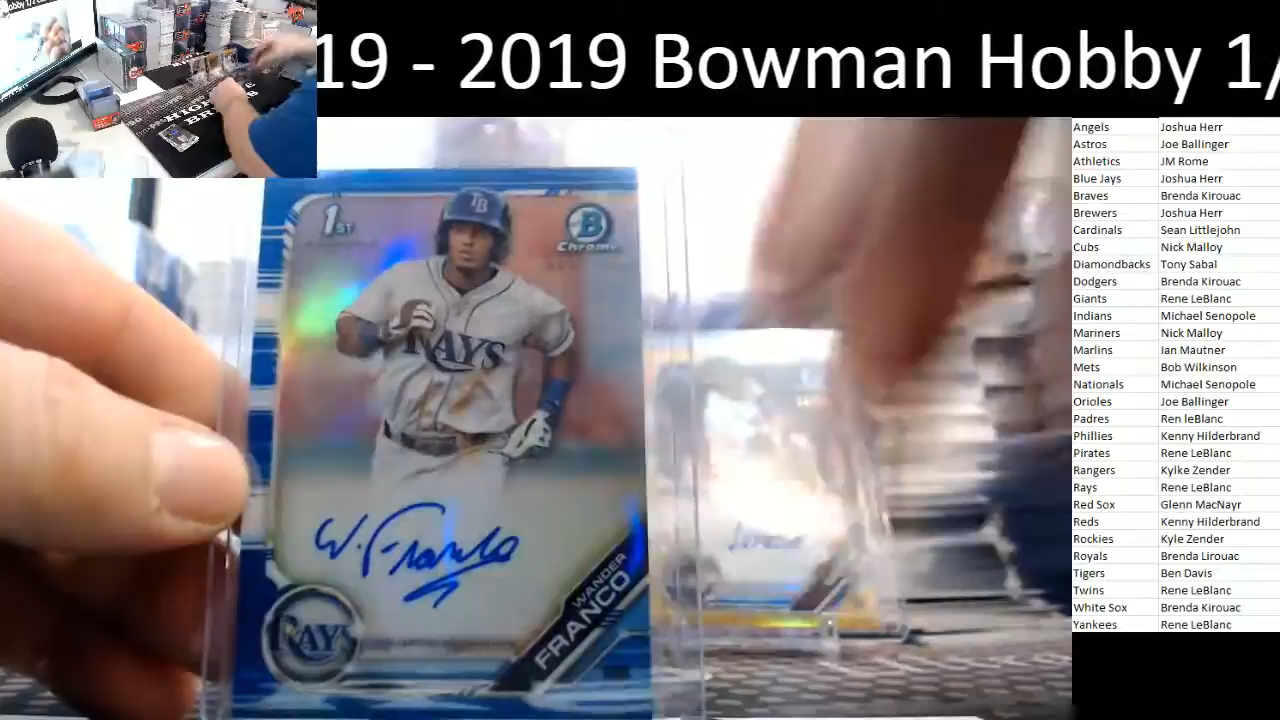 Hobby 1/2
19 - 2019 Bowman Hobby 1/
Angels Joshua Herr
Astros Joe Ballinger
Athletics JM Rome
Blue Jays Joshua Herr
Braves Brenda Kirouac
Brewers Joshua Herr
Cardinals Sean Littlejohn
Cubs Nick Malloy
Diamondbacks Tony Sabal
Dodgers Brenda Kirouac
Giants Rene LeBlanc
Indians Michael Senopole
Mariners Nick Malloy
Marlins Ian Mautner
Mets Bob Wilkinson
Nationals Michael Senopole
Orioles Joe Ballinger
Padres Ren leBlanc
Phillies Kenny Hilderbrand
Pirates Rene LeBlanc
Rangers Kylke Zender
Rays Rene LeBlanc
Red Sox Glenn MacNayr
Reds Kenny Hilderbrand
Rockies Kyle Zender
Royals Brenda Lirouac
Tigers Ben Davis
Twins Rene LeBlanc
White Sox Brenda Kirouac
Yankees Rene LeBlanc
1ST
TB
B
Chrome
RAYS
W. Franco
WANDER
FRANCO
RAYS